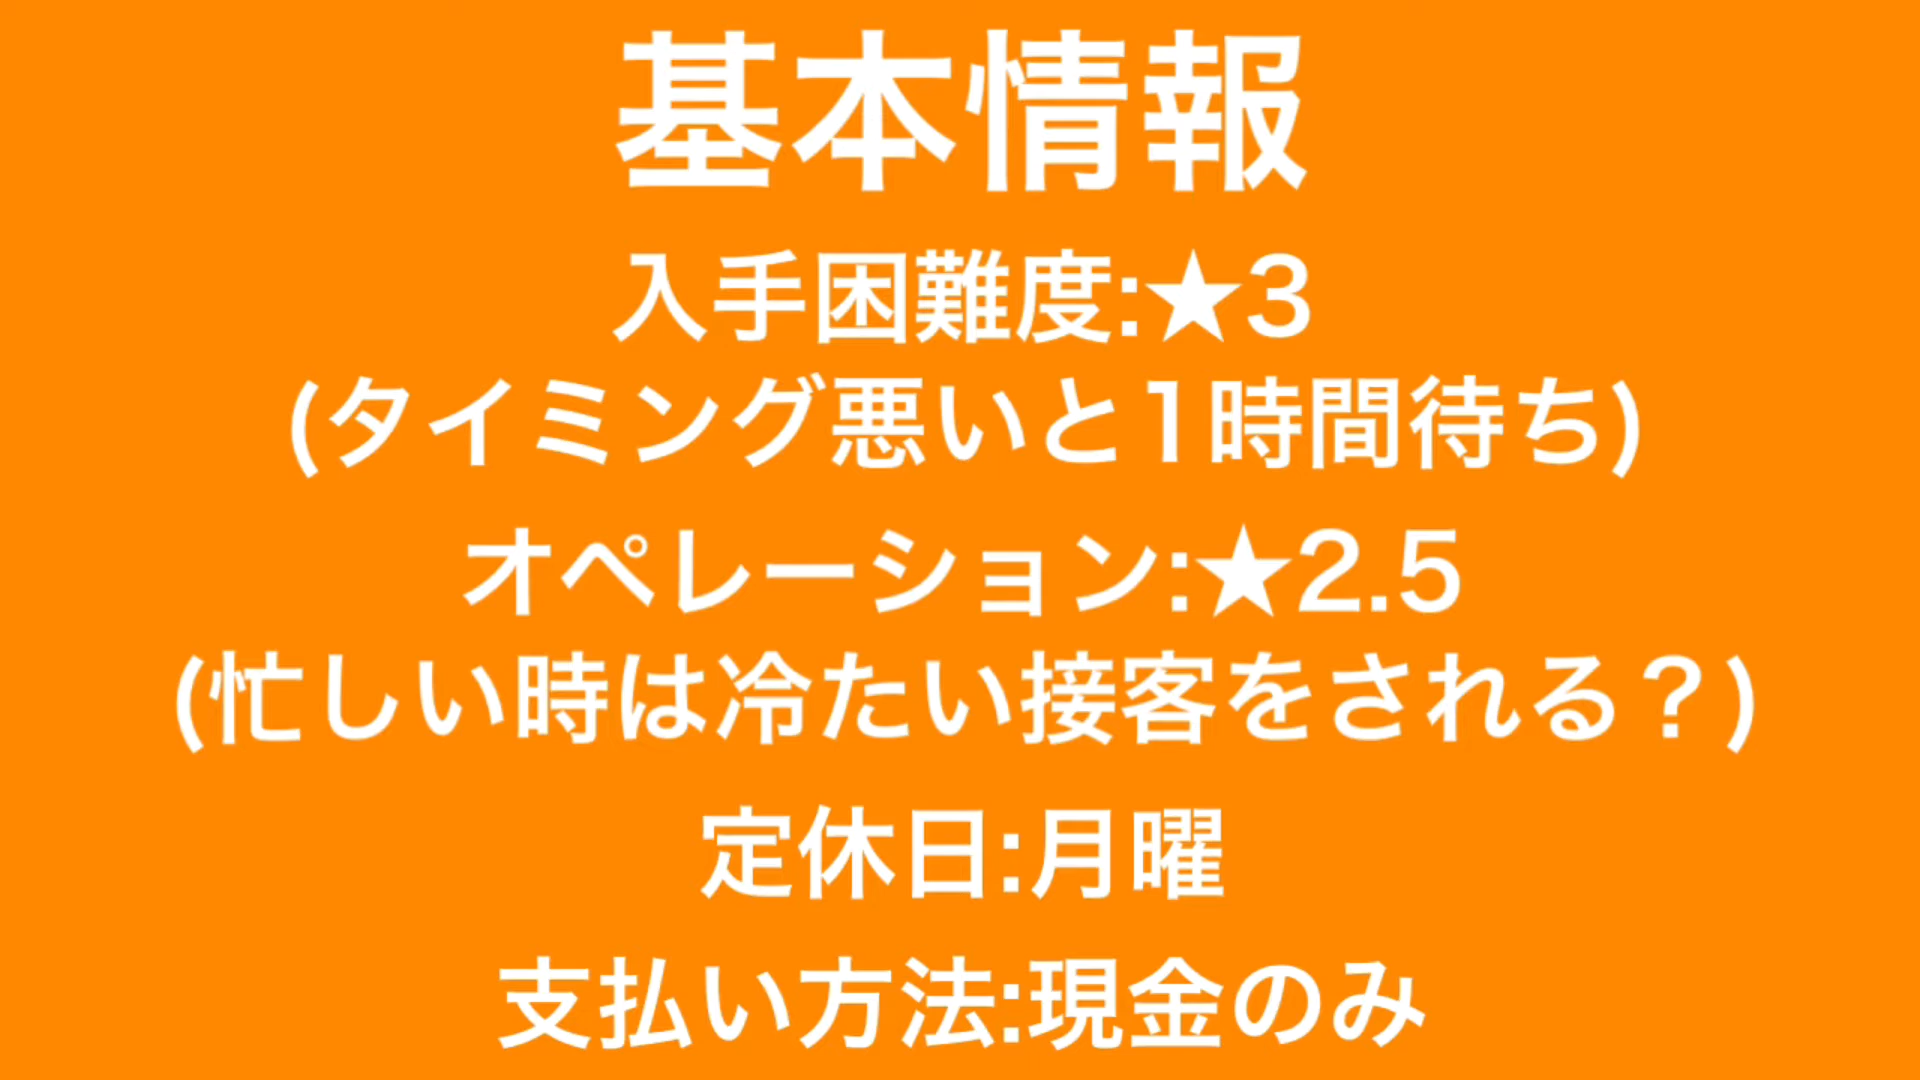 基本情報
入手困難度:★3
(タイミング悪いと1時間待ち)
オペレーション:★2.5
(忙しい時は冷たい接客をされる？)
定休日:月曜
支払い方法:現金のみ